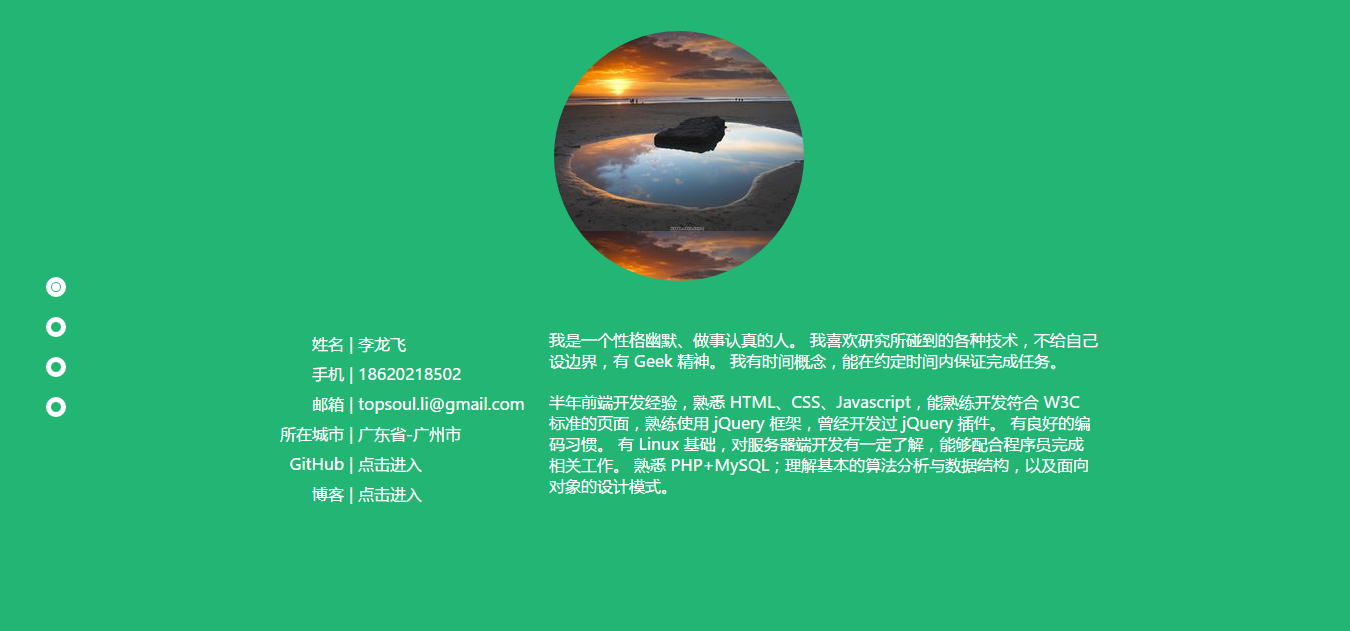 姓名 | 李龙飞
手机 | 18620218502
邮箱 | topsoul.li@gmail.com
所在城市 | 广东省-广州市
GitHub | 点击进入
博客 | 点击进入
我是一个性格幽默、做事认真的人。 我喜欢研究所碰到的各种技术，不给自己
设边界，有 Geek 精神。 我有时间概念，能在约定时间内保证完成任务。
半年前端开发经验，熟悉 HTML、CSS、Javascript，能熟练开发符合 W3C
标准的页面，熟练使用 jQuery 框架，曾经开发过 jQuery 插件。 有良好的编
码习惯。 有 Linux 基础，对服务器端开发有一定了解，能够配合程序员完成
相关工作。 熟悉 PHP+MySQL；理解基本的算法分析与数据结构，以及面向
对象的设计模式。